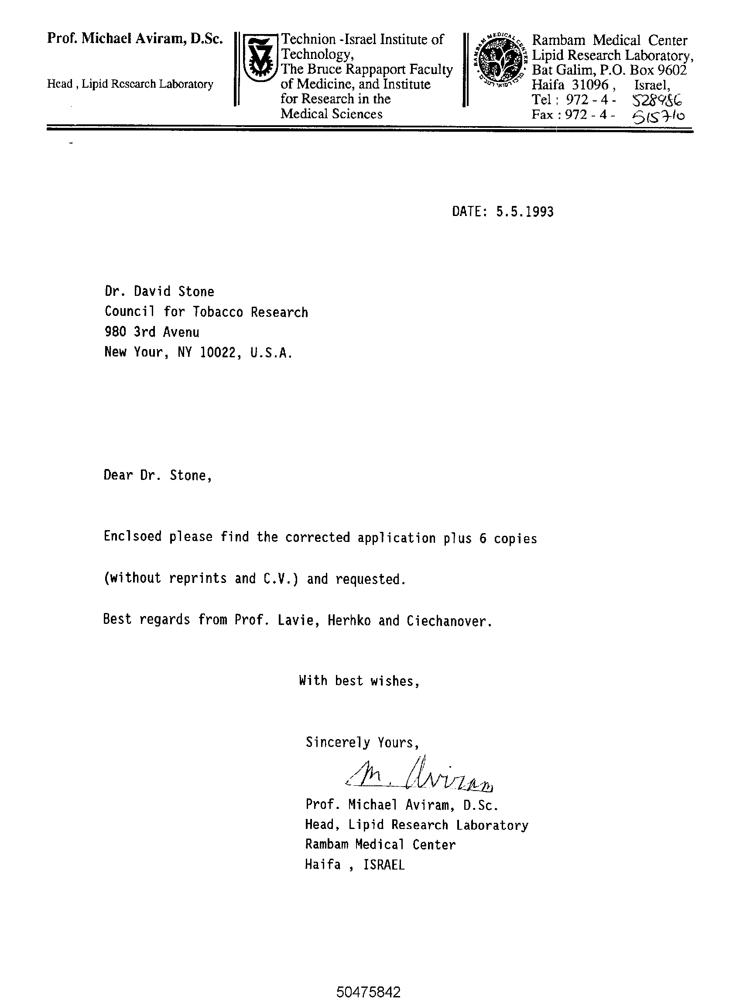 Prof. Michael Aviram, D.Sc.
Head , Lipid Research Laboratory
Technion -Israel Institute of
Technology,
The Bruce Rappaport Faculty
of Medicine, and Institute
for Research in the
Medical Sciences
Rambam Medical Center
Lipid Research Laboratory,
Bat Galim, P.O. Box 9602
Haifa 31096 , Israel,
Tel : 972 - 4 - 528986
Fax : 972 - 4 - 515710
DATE: 5.5.1993
Dr. David Stone
Council for Tobacco Research
980 3rd Avenu
New Your, NY 10022, U.S.A.
Dear Dr. Stone,
Enclsoed please find the corrected application plus 6 copies
(without reprints and C.V.) and requested.
Best regards from Prof. Lavie, Herhko and Ciechanover.
With best wishes,
Sincerely Yours,
M. Aviram
Prof. Michael Aviram, D.Sc.
Head, Lipid Research Laboratory
Rambam Medical Center
Haifa , ISRAEL
50475842